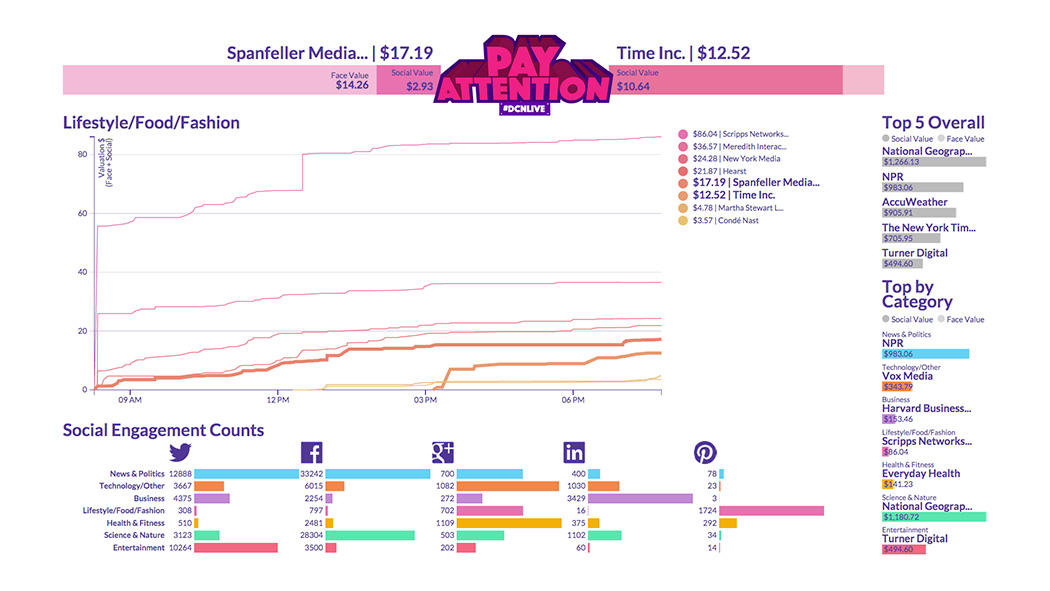 Spanfeller Media... | $17.19
PAY ATTENTION
#DCNLIVE
Time Inc. | $12.52
Face Value
$14.26
Social Value
$2.93
Social Value
$10.64
Lifestyle/Food/Fashion
Valuation $
(Face + Social)
80
60
40
20
0
09 AM
12 PM
03 PM
06 PM
$86.04 | Scripps Networks...
$36.57 | Meredith Interac...
$24.28 | New York Media
$21.87 | Hearst
$17.19 | Spanfeller Media...
$12.52 | Time Inc.
$4.78 | Martha Stewart L...
$3.57 | Condé Nast
Top 5 Overall
Social Value Face Value
National Geograp...
$1,266.13
NPR
$983.06
AccuWeather
$905.91
The New York Tim...
$705.95
Turner Digital
$494.60
Top by
Category
Social Value Face Value
News & Politics
NPR
$983.06
Technology/Other
Vox Media
$343.79
Business
Harvard Business...
$153.46
Lifestyle/Food/Fashion
Scripps Networks...
$86.04
Health & Fitness
Everyday Health
$141.23
Science & Nature
National Geograp...
$1,180.72
Entertainment
Turner Digital
$494.60
Social Engagement Counts
News & Politics 12888 33242 700 400 78
Technology/Other 3667 6015 1082 1030 23
Business 4375 2254 272 3429 3
Lifestyle/Food/Fashion 308 797 702 16 1724
Health & Fitness 510 2481 1109 375 292
Science & Nature 3123 28304 503 1102 34
Entertainment 10264 3500 202 60 14